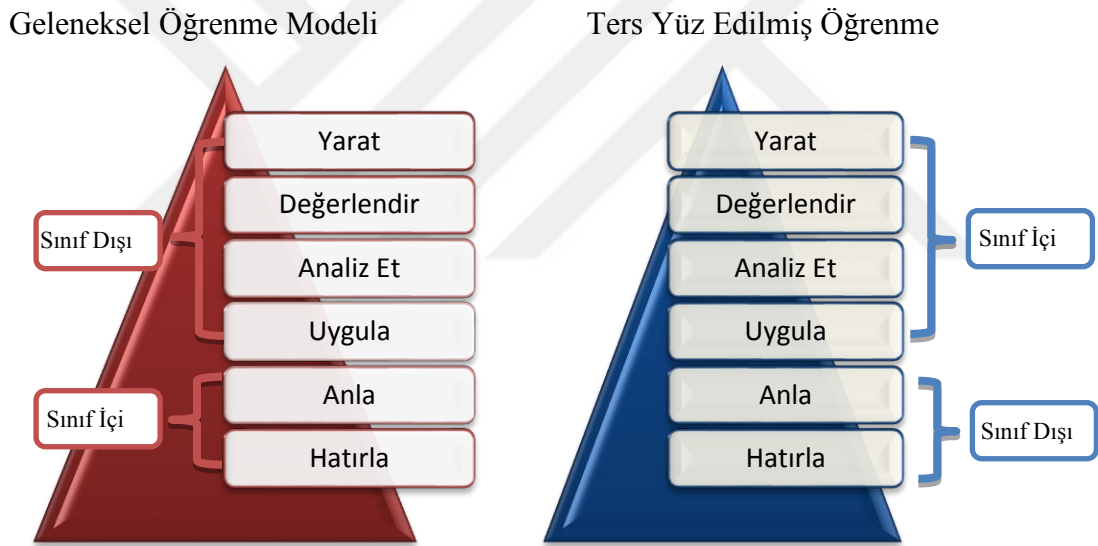 Geleneksel Öğrenme Modeli
Yarat
Değerlendir
Analiz Et
Uygula
Anla
Hatırla
Sınıf Dışı
Sınıf İçi
Ters Yüz Edilmiş Öğrenme
Yarat
Değerlendir
Analiz Et
Uygula
Anla
Hatırla
Sınıf İçi
Sınıf Dışı